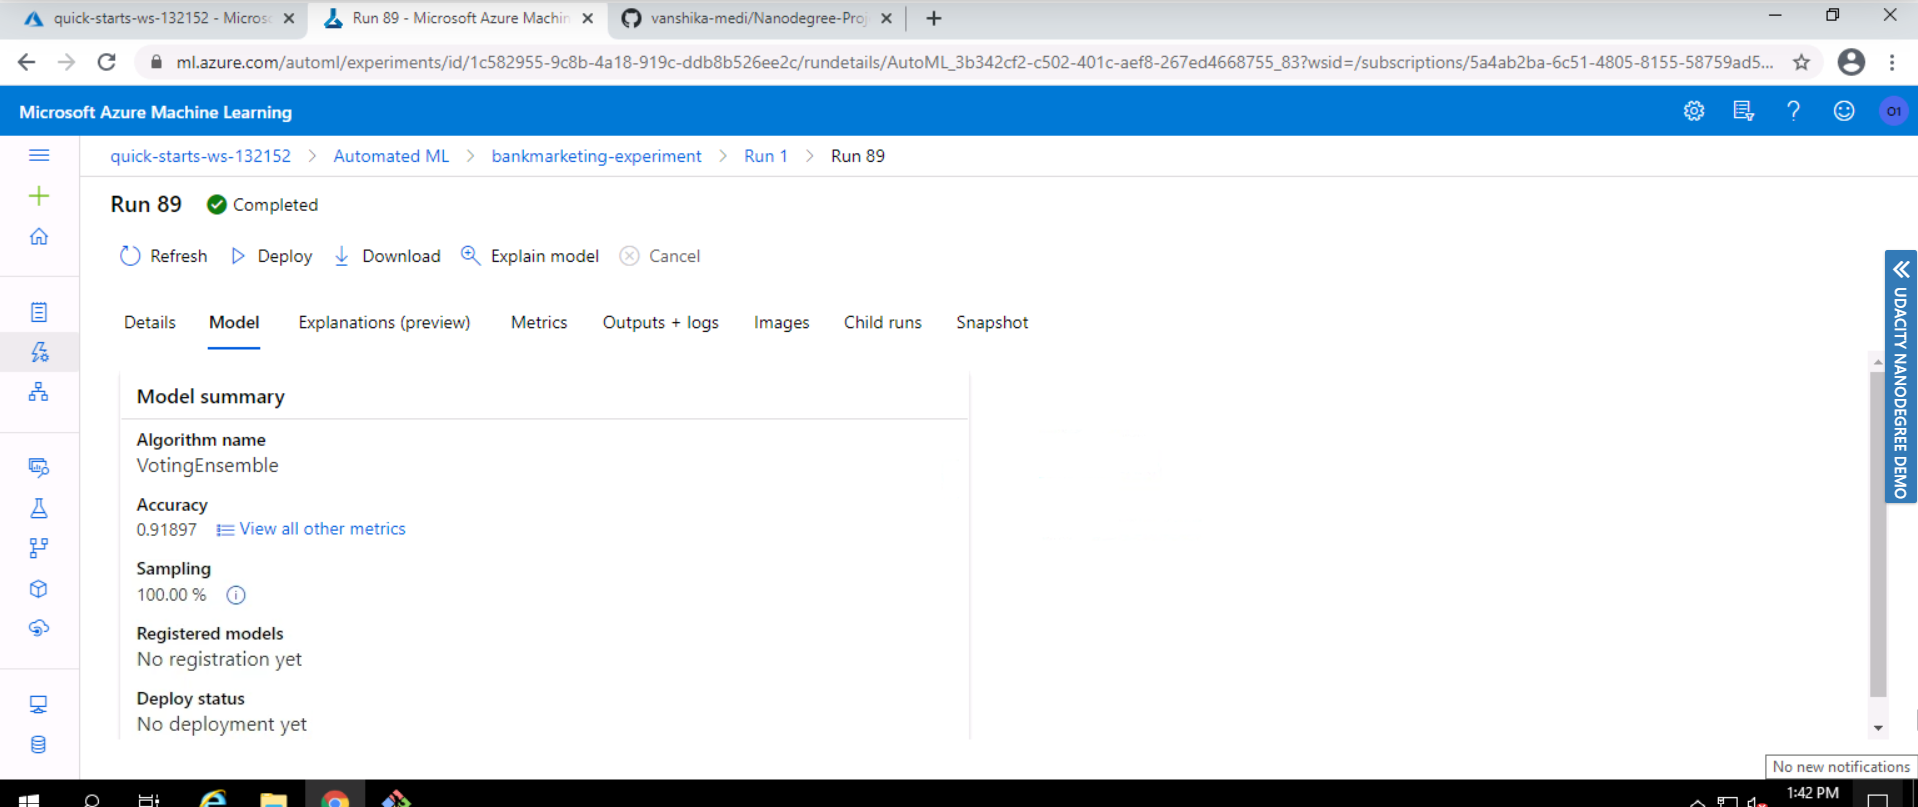 quick-starts-ws-132152 - Microsc
Run 89 - Microsoft Azure Machin
vanshika-medi/Nanodegree-Proj
ml.azure.com/automl/experiments/id/1c582955-9c8b-4a18-919c-ddb8b526ee2c/rundetails/AutoML_3b342cf2-c502-401c-aef8-267ed4668755_83?wsid=/subscriptions/5a4ab2ba-6c51-4805-8155-58759ad5...
Microsoft Azure Machine Learning
O1
quick-starts-ws-132152 > Automated ML > bankmarketing-experiment > Run 1 > Run 89
Run 89 Completed
Refresh Deploy Download Explain model Cancel
Details Model Explanations (preview) Metrics Outputs + logs Images Child runs Snapshot
UDACITY NANODEGREE DEMO
Model summary
Algorithm name
VotingEnsemble
Accuracy
0.91897 View all other metrics
Sampling
100.00 %
Registered models
No registration yet
Deploy status
No deployment yet
No new notifications
1:42 PM